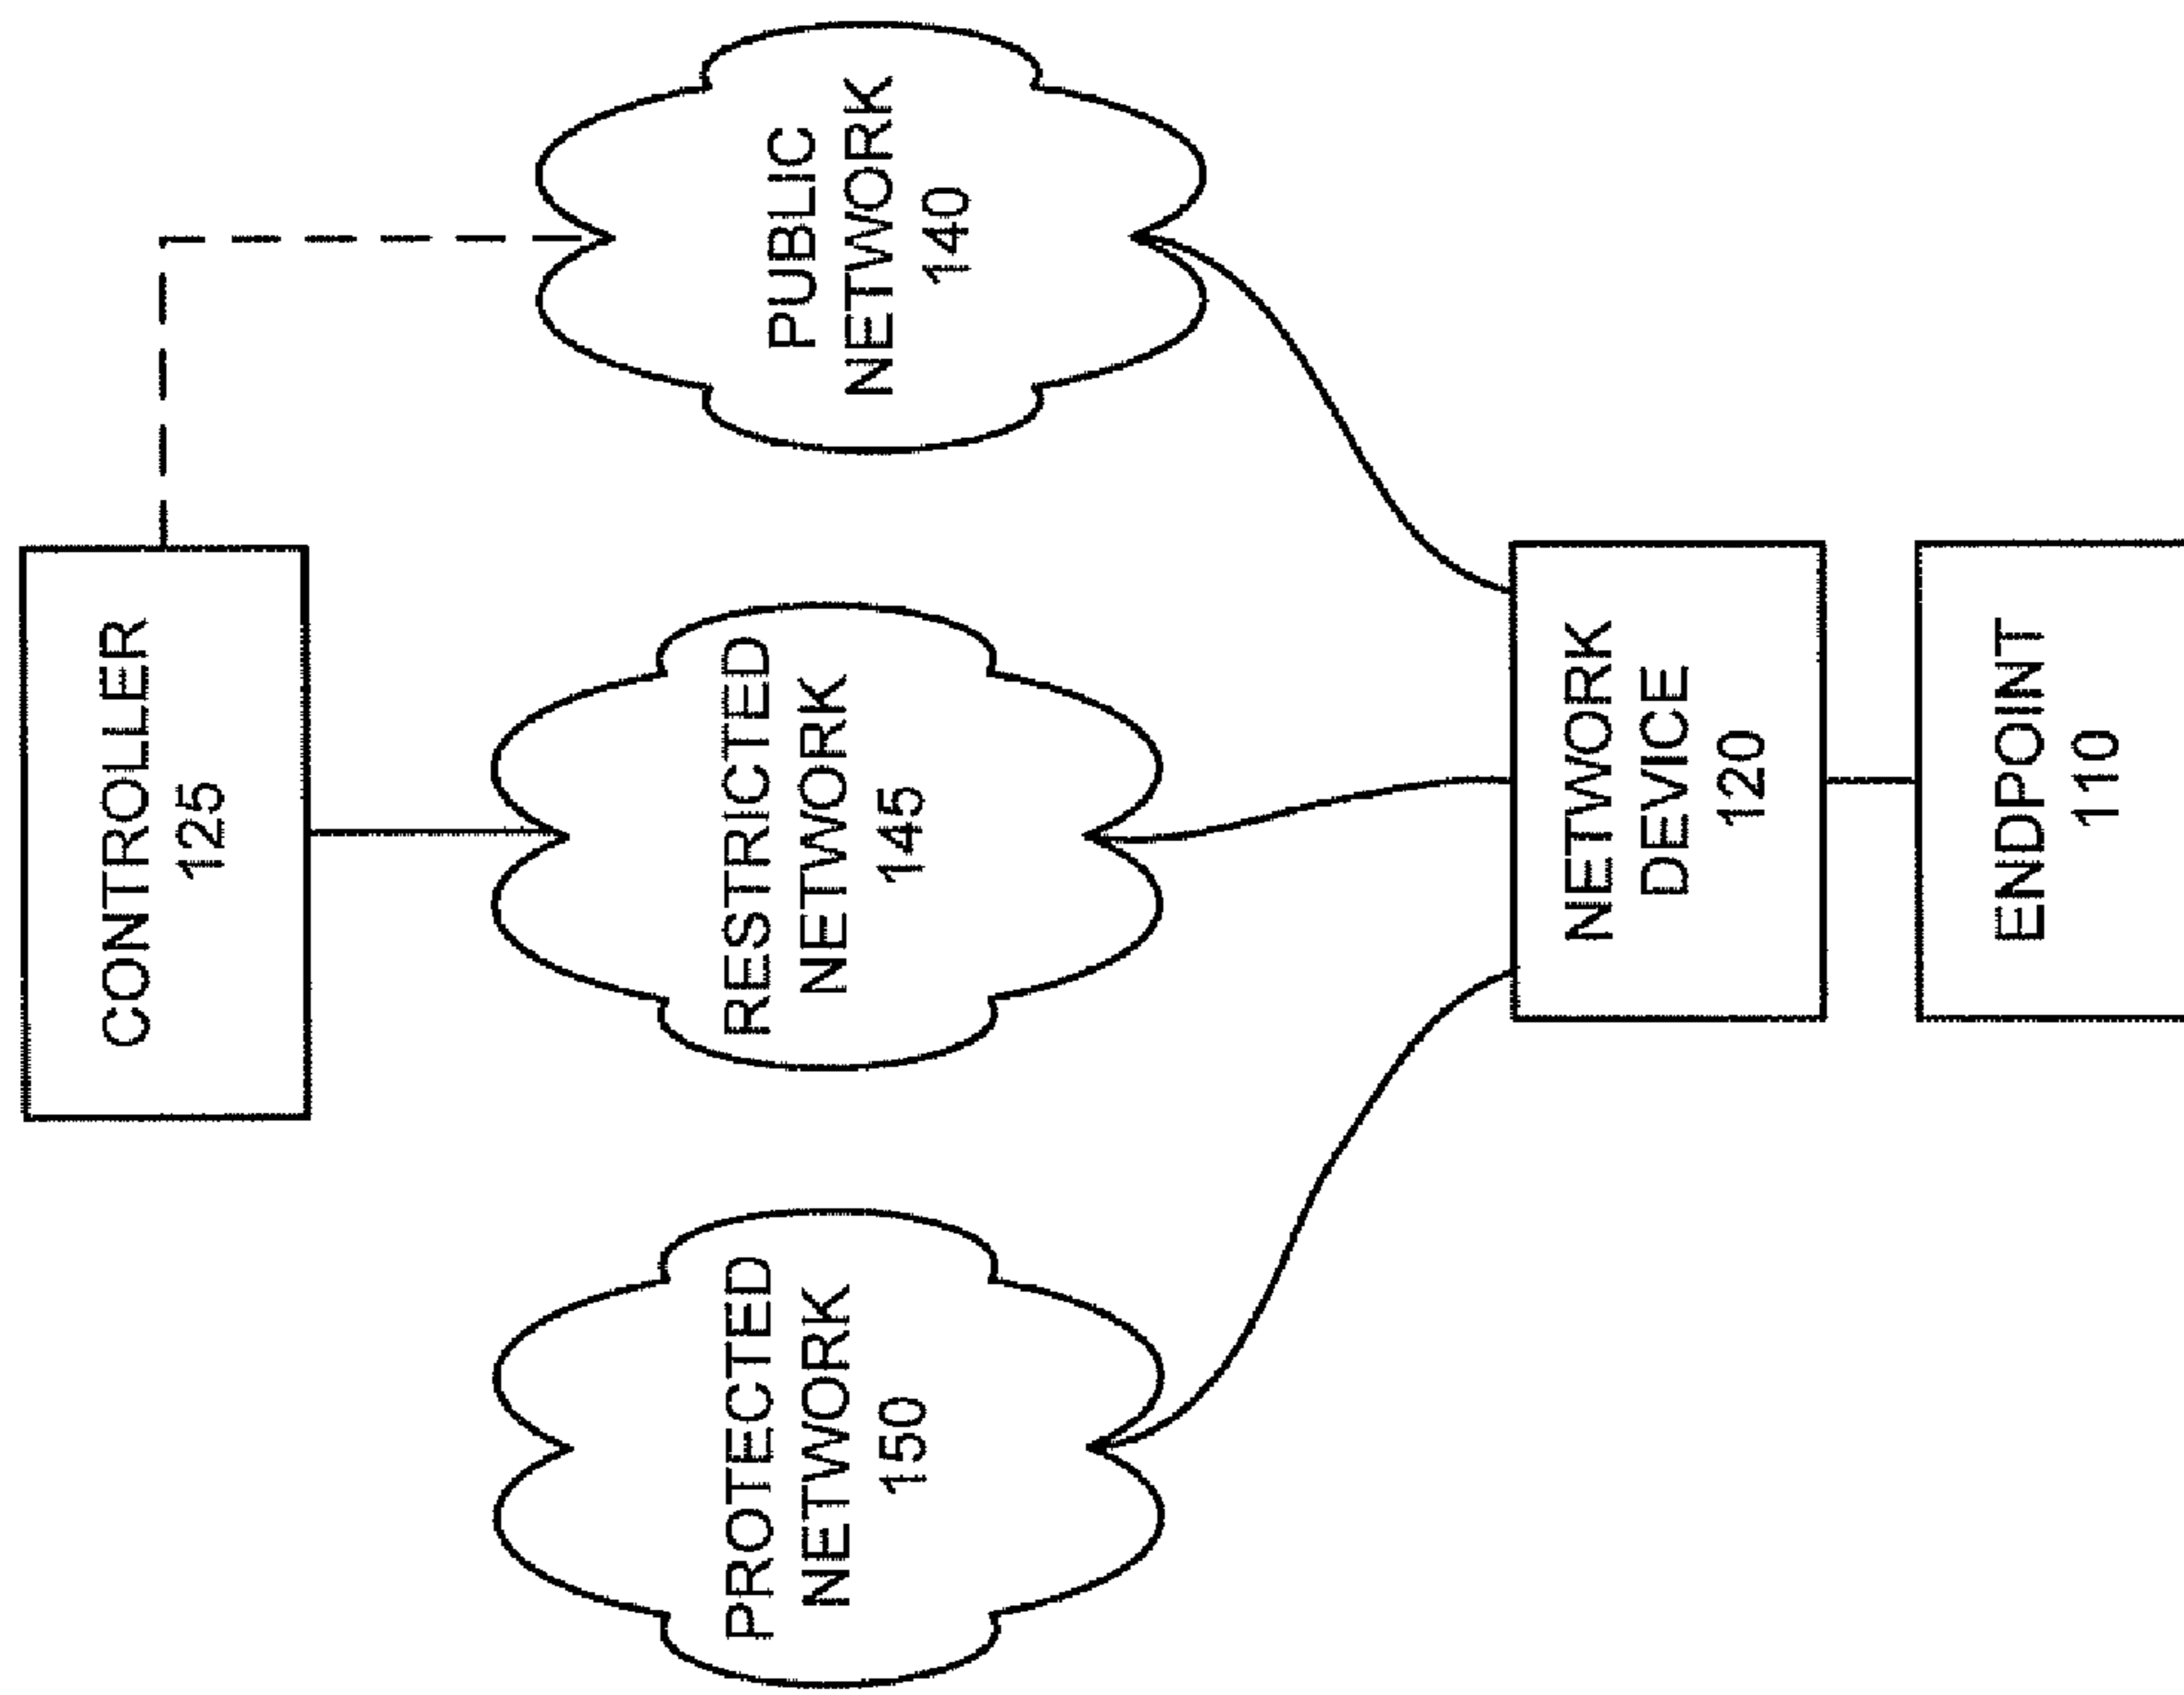 CONTROLLER
125
PROTECTED
NETWORK
150
RESTRICTED
NETWORK
145
PUBLIC
NETWORK
140
NETWORK
DEVICE
120
ENDPOINT
110